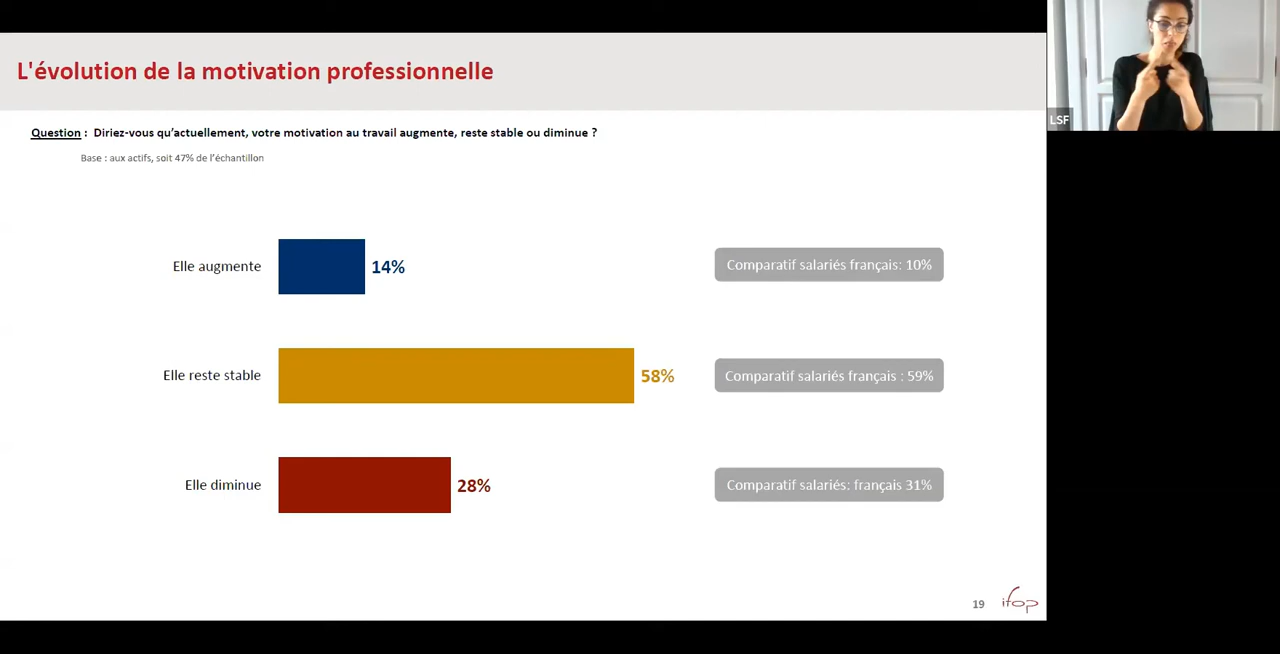 L'évolution de la motivation professionnelle
LSF
Question : Diriez-vous qu'actuellement, votre motivation au travail augmente, reste stable ou diminue ?
Base : aux actifs, soit 47% de l'échantillon
Elle augmente 14% Comparatif salariés français: 10%
Elle reste stable 58% Comparatif salariés français : 59%
Elle diminue 28% Comparatif salariés: français 31%
19 ifop